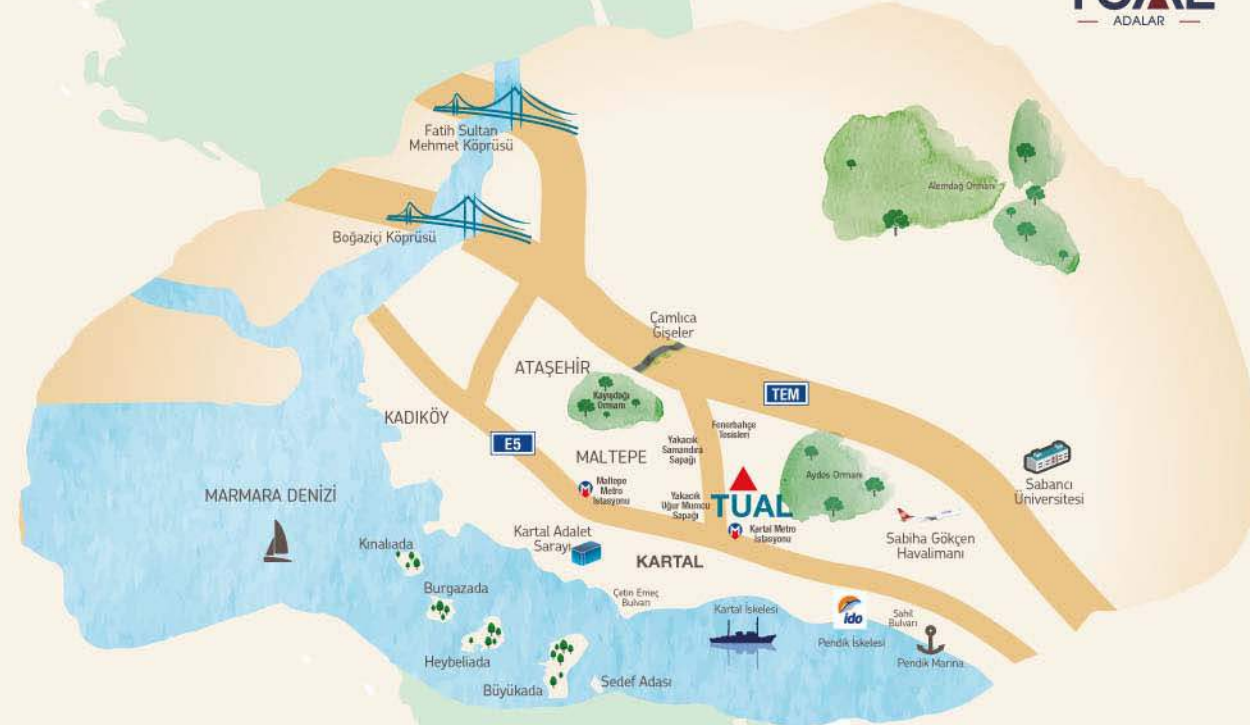 TUAL
ADALAR
Fatih Sultan
Mehmet Köprüsü
Boğaziçi Köprüsü
Alemdağ Ormanı
Çamlıca
Gişeler
ATAŞEHİR
Kayışdağı
Ormanı
TEM
KADIKÖY
E5
Fenerbahçe
Tesisleri
Yakacık
Samandıra
Sapağı
MALTEPE
Aydos Ormanı
Sabancı
Üniversitesi
Maltepe
Metro
İstasyonu
Yakacık
Uğur Mumcu
Sapağı
TUAL
MARMARA DENİZİ
Kartal Metro
İstasyonu
Sabiha Gökçen
Havalimanı
Kartal Adalet
Sarayı
Kınalıada
KARTAL
Burgazada
Çetin Emeç
Bulvarı
Kartal İskelesi
ido
Sahil
Bulvarı
Pendik İskelesi
Pendik Marina
Heybeliada
Büyükada
Sedef Adası